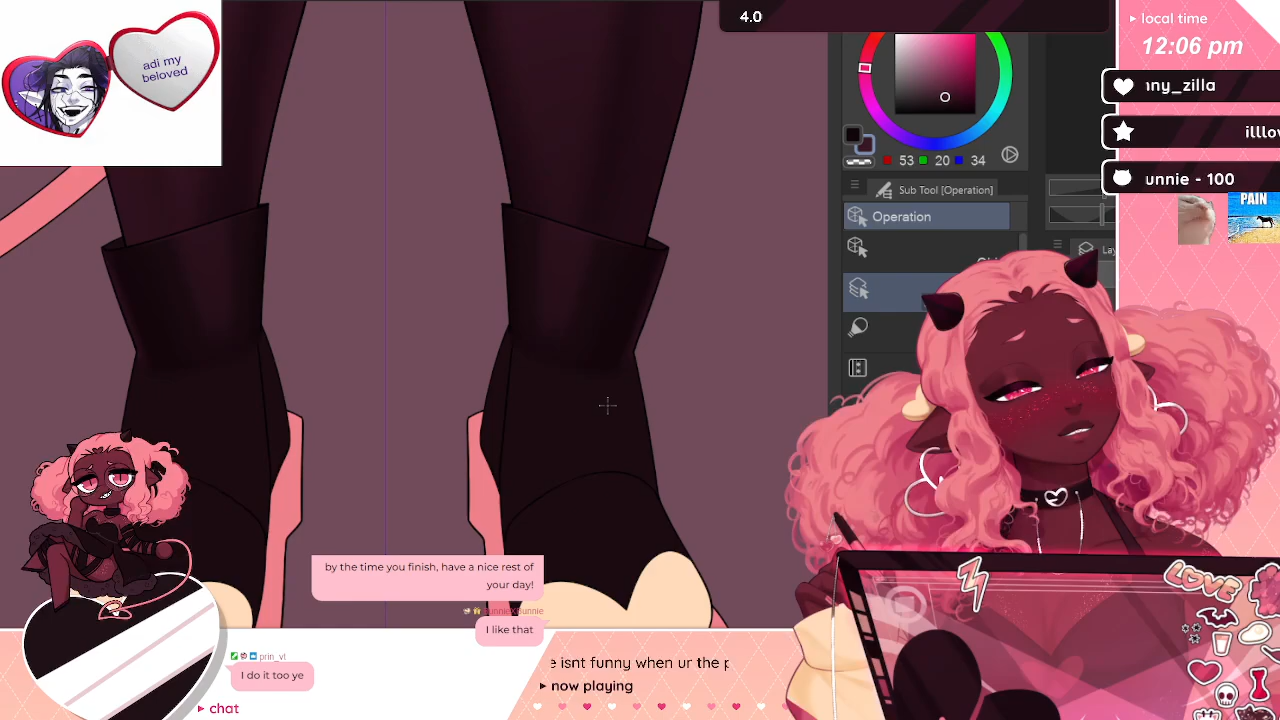 adi my
beloved
4.0
▸ local time
12:06 pm
nny_zilla
illlov
unnie - 100
PAIN
53 20 34
Sub Tool [Operation]
Operation
by the time you finish, have a nice rest of
your day!
I like that
prin_vt
I do it too ye
▸ chat
e isnt funny when ur the p
▸ now playing
LOVE